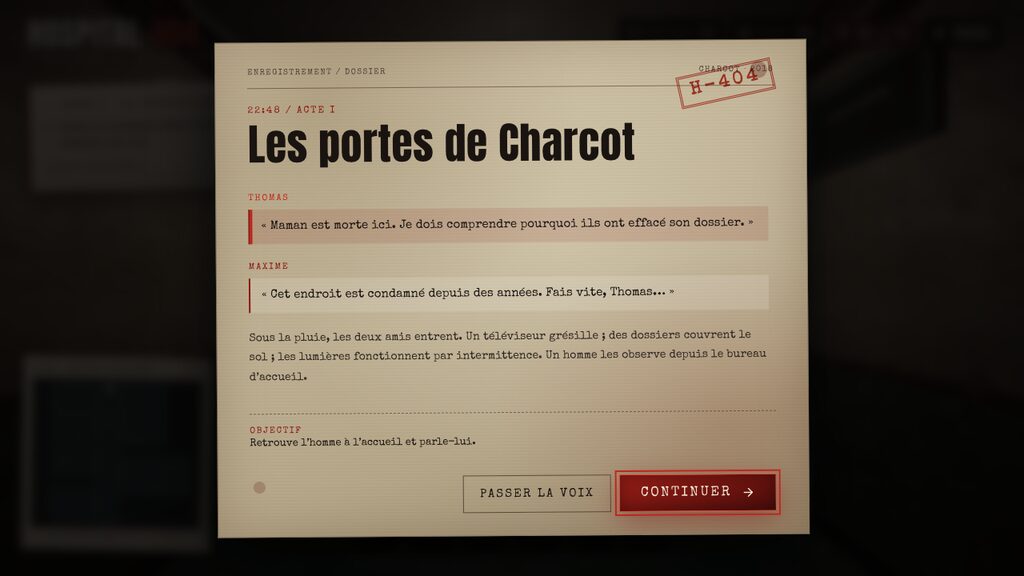 ENREGISTREMENT / DOSSIER
CHARCOT · 2018
H-404
22:48 / ACTE I
Les portes de Charcot
THOMAS
« Maman est morte ici. Je dois comprendre pourquoi ils ont effacé son dossier. »
MAXIME
« Cet endroit est condamné depuis des années. Fais vite, Thomas... »
Sous la pluie, les deux amis entrent. Un téléviseur grésille ; des dossiers couvrent le
sol ; les lumières fonctionnent par intermittence. Un homme les observe depuis le bureau
d'accueil.
OBJECTIF
Retrouve l'homme à l'accueil et parle-lui.
PASSER LA VOIX
CONTINUER →